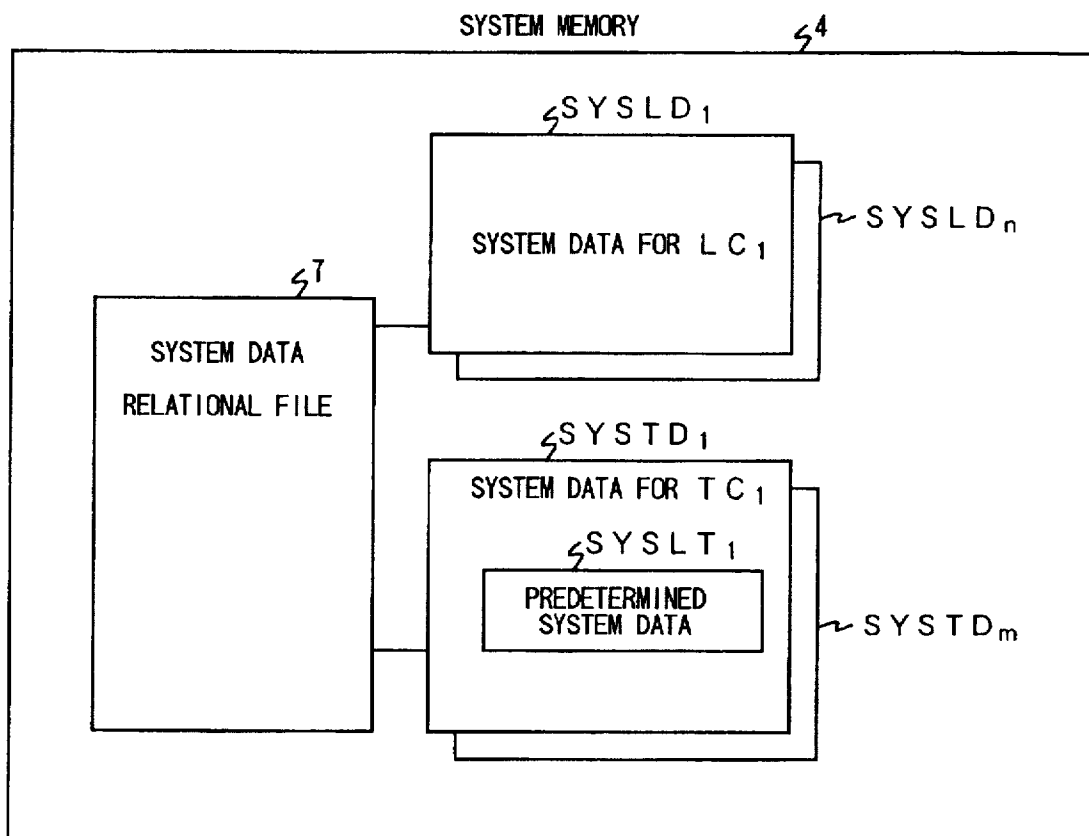 SYSTEM MEMORY
4
SYSLD1
SYSTEM DATA FOR LC1
SYSLDn
7
SYSTEM DATA
RELATIONAL FILE
SYSTD1
SYSTEM DATA FOR TC1
SYSLT1
PREDETERMINED
SYSTEM DATA
SYSTDm